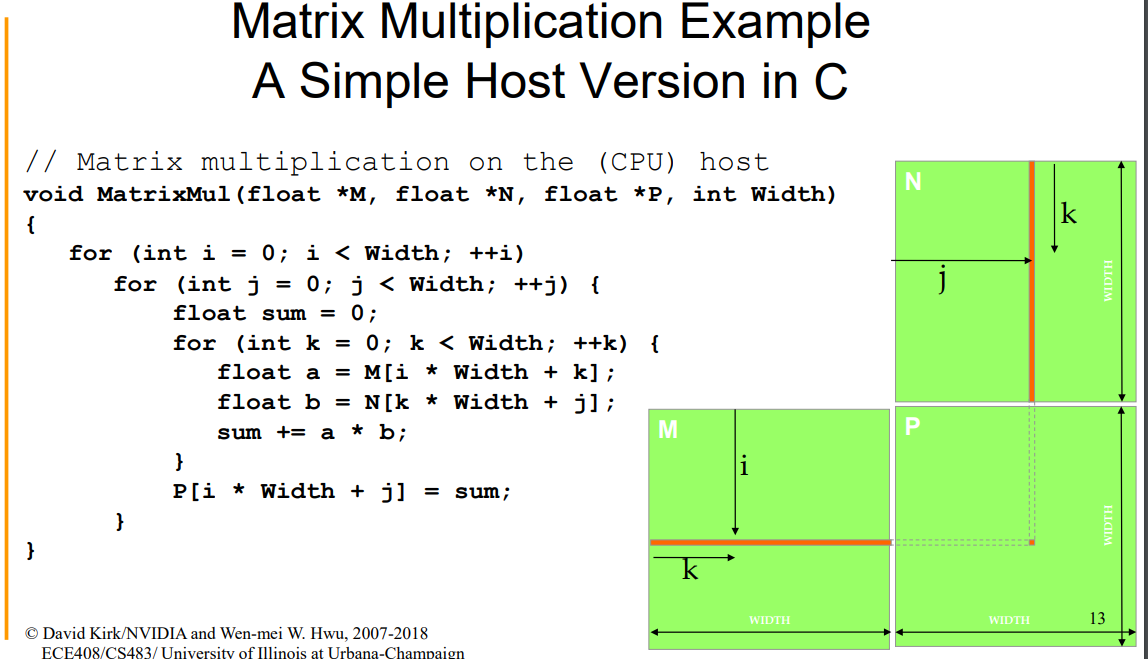 Matrix Multiplication Example
A Simple Host Version in C
// Matrix multiplication on the (CPU) host
void MatrixMul(float *M, float *N, float *P, int Width)
{
for (int i = 0; i < Width; ++i)
for (int j = 0; j < Width; ++j) {
float sum = 0;
for (int k = 0; k < Width; ++k) {
float a = M[i * Width + k];
float b = N[k * Width + j];
sum += a * b;
}
P[i * Width + j] = sum;
}
}
N
k
j
WIDTH
M
i
k
WIDTH
P
WIDTH
WIDTH
13
© David Kirk/NVIDIA and Wen-mei W. Hwu, 2007-2018
ECE408/CS483/ University of Illinois at Urbana-Champaign